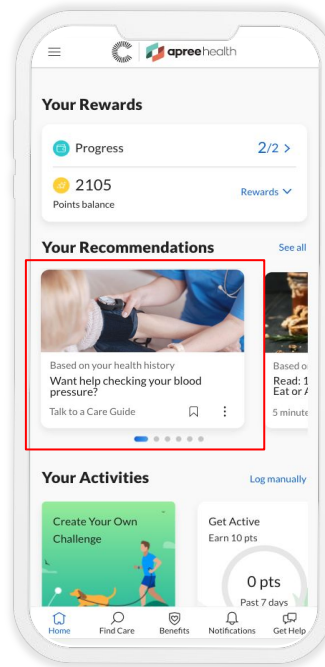 apree health
Your Rewards
Progress
2/2 >
2105
Points balance
Rewards
Your Recommendations
See all
Based on your health history
Want help checking your blood
pressure?
Talk to a Care Guide
Read: 1
Eat or
5 minute
Your Activities
Log manually
Create Your Own
Challenge
Get Active
Earn 10 pts
0 pts
Past 7 days
Home
Find Care
Benefits
Notifications
Get Help